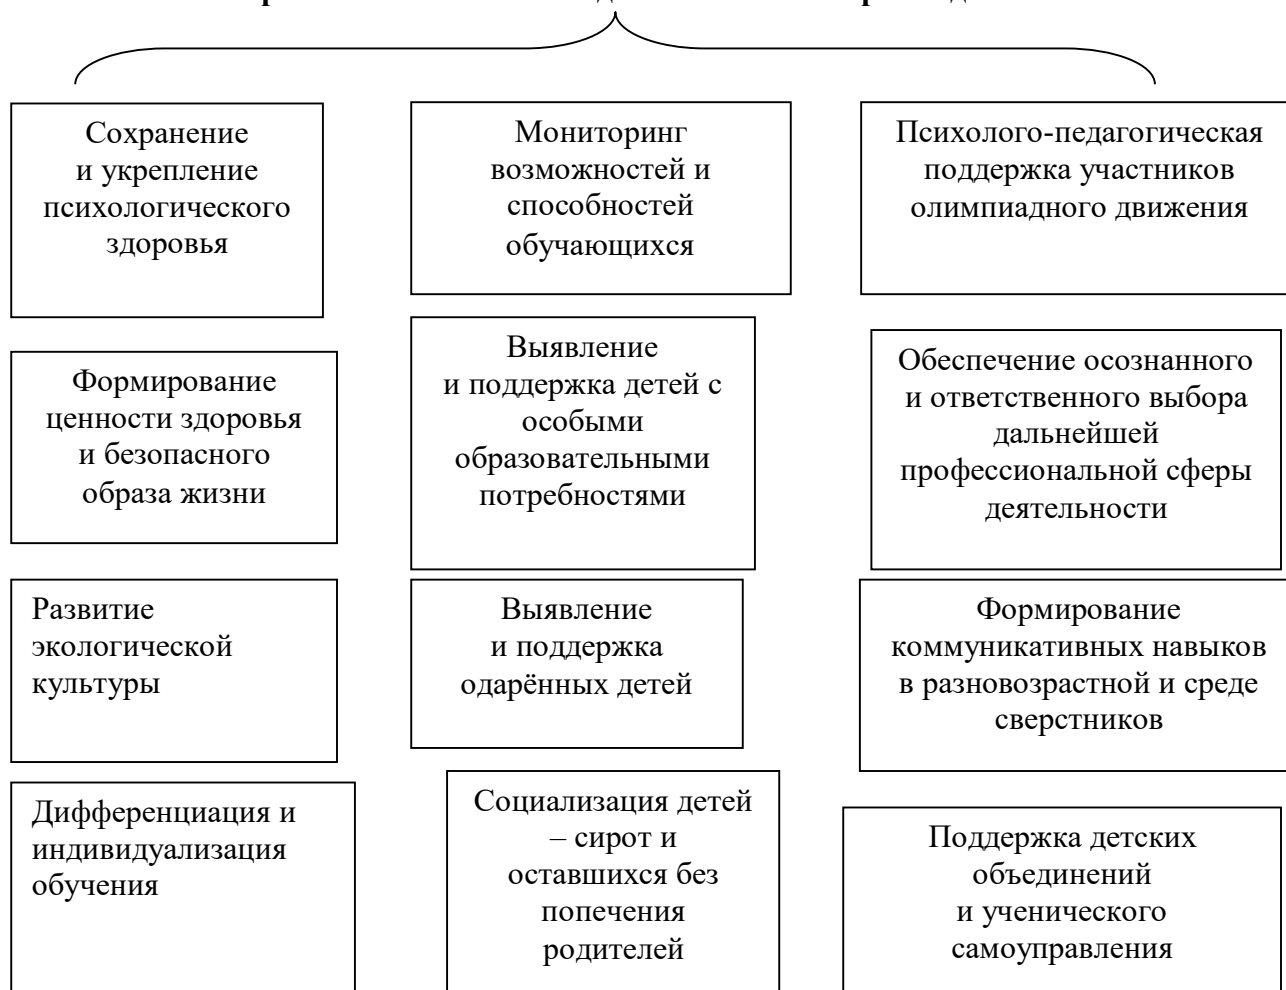 Сохранение
и укрепление
психологического
здоровья
Мониторинг
возможностей и
способностей
обучающихся
Психолого-педагогическая
поддержка участников
олимпиадного движения
Формирование
ценности здоровья
и безопасного
образа жизни
Выявление
и поддержка детей с
особыми
образовательными
потребностями
Обеспечение осознанного
и ответственного выбора
дальнейшей
профессиональной сферы
деятельности
Развитие
экологической
культуры
Выявление
и поддержка
одарённых детей
Формирование
коммуникативных навыков
в разновозрастной и среде
сверстников
Дифференциация и
индивидуализация
обучения
Социализация детей
– сирот и
оставшихся без
попечения
родителей
Поддержка детских
объединений
и ученического
самоуправления